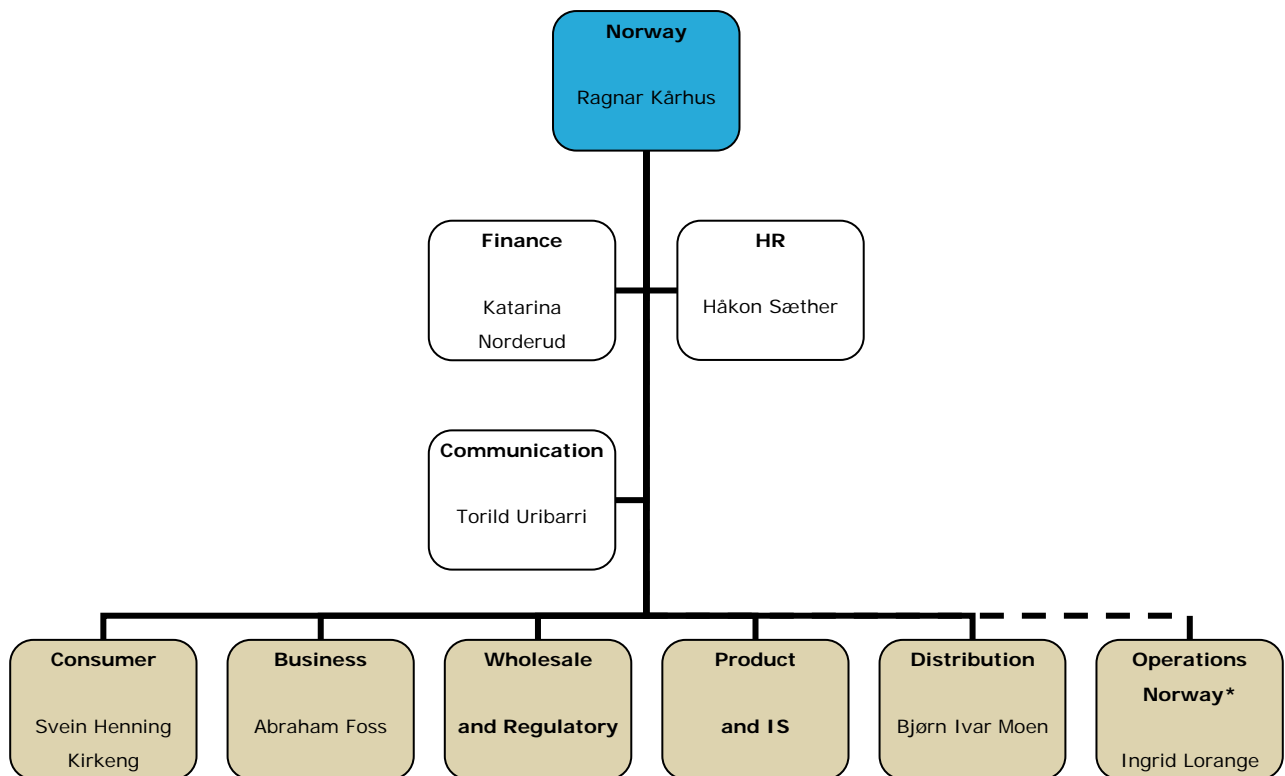 Norway
Ragnar Kårhus
Finance
Katarina
Norderud
HR
Håkon Sæther
Communication
Torild Uribarri
Consumer
Svein Henning
Kirkeng
Business
Abraham Foss
Wholesale
and Regulatory
Product
and IS
Distribution
Bjørn Ivar Moen
Operations
Norway*
Ingrid Lorange